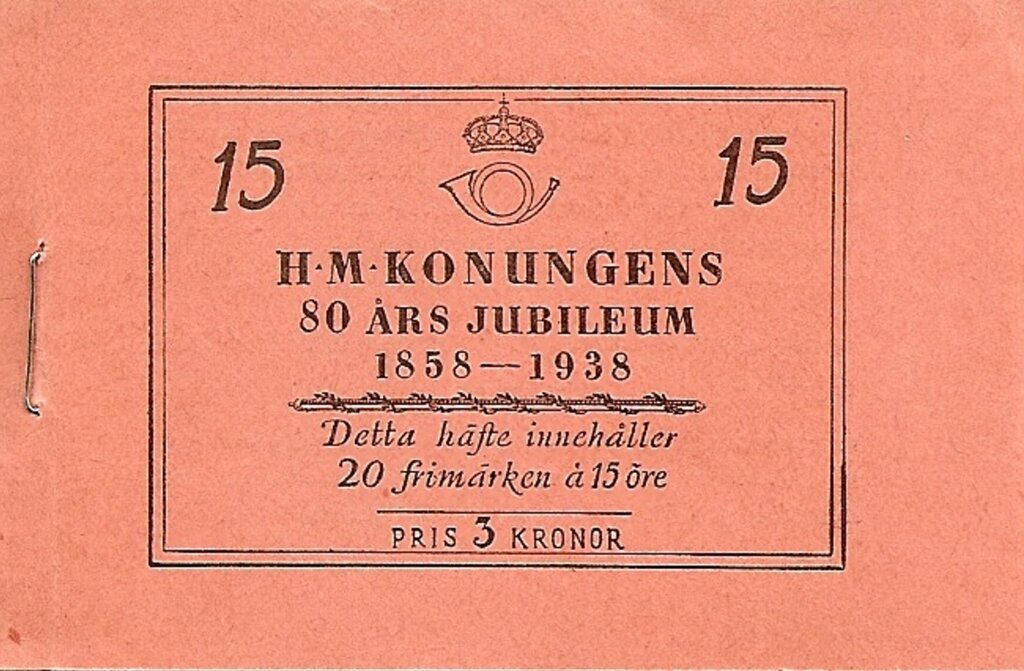 15 15
H·M·KONUNGENS
80 ÅRS JUBILEUM
1858—1938
Detta häfte innehåller
20 frimärken à 15 öre
PRIS 3 KRONOR